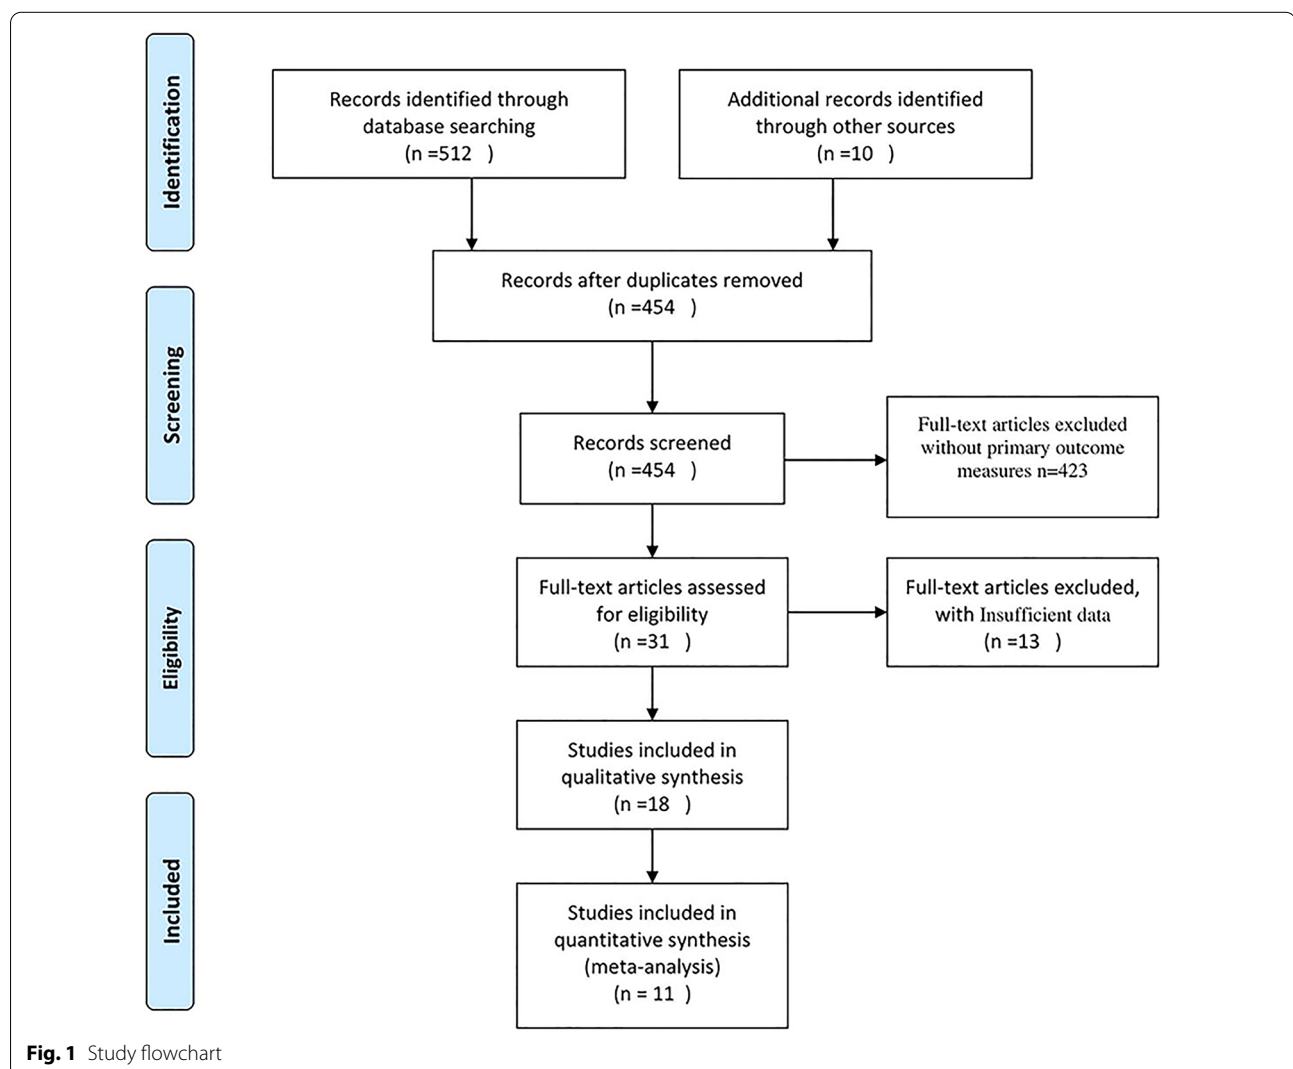 Identification
Records identified through
database searching
(n =512 )
Additional records identified
through other sources
(n =10 )
Records after duplicates removed
(n =454 )
Screening
Records screened
(n =454 )
Full-text articles excluded
without primary outcome
measures n=423
Eligibility
Full-text articles assessed
for eligibility
(n =31 )
Full-text articles excluded,
with Insufficient data
(n =13 )
Studies included in
qualitative synthesis
(n =18 )
Included
Studies included in
quantitative synthesis
(meta-analysis)
(n = 11 )
Fig. 1 Study flowchart